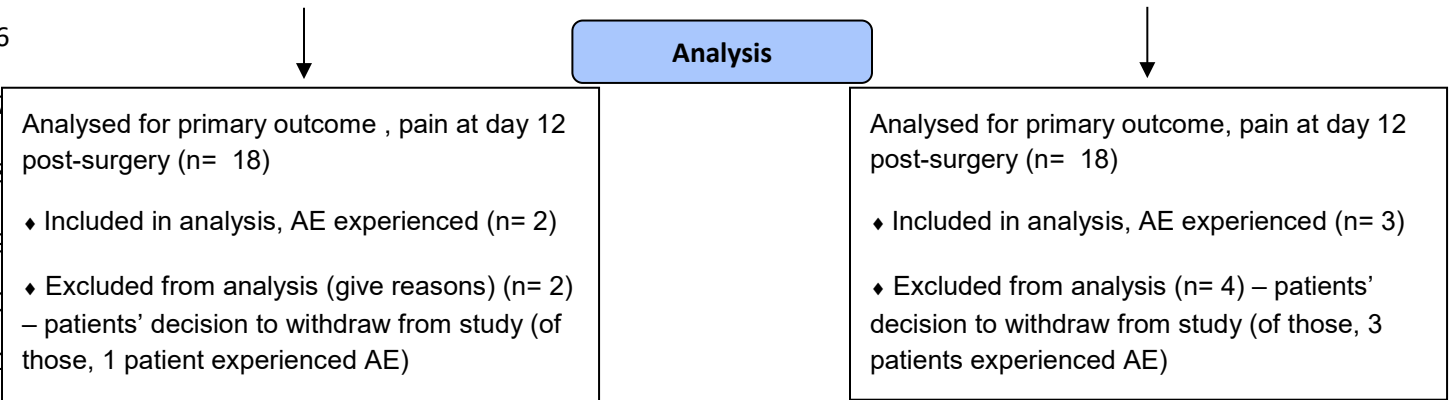 6
Analysis
Analysed for primary outcome , pain at day 12
post-surgery (n= 18)
♦ Included in analysis, AE experienced (n= 2)
♦ Excluded from analysis (give reasons) (n= 2)
– patients’ decision to withdraw from study (of
those, 1 patient experienced AE)
Analysed for primary outcome, pain at day 12
post-surgery (n= 18)
♦ Included in analysis, AE experienced (n= 3)
♦ Excluded from analysis (n= 4) – patients’
decision to withdraw from study (of those, 3
patients experienced AE)